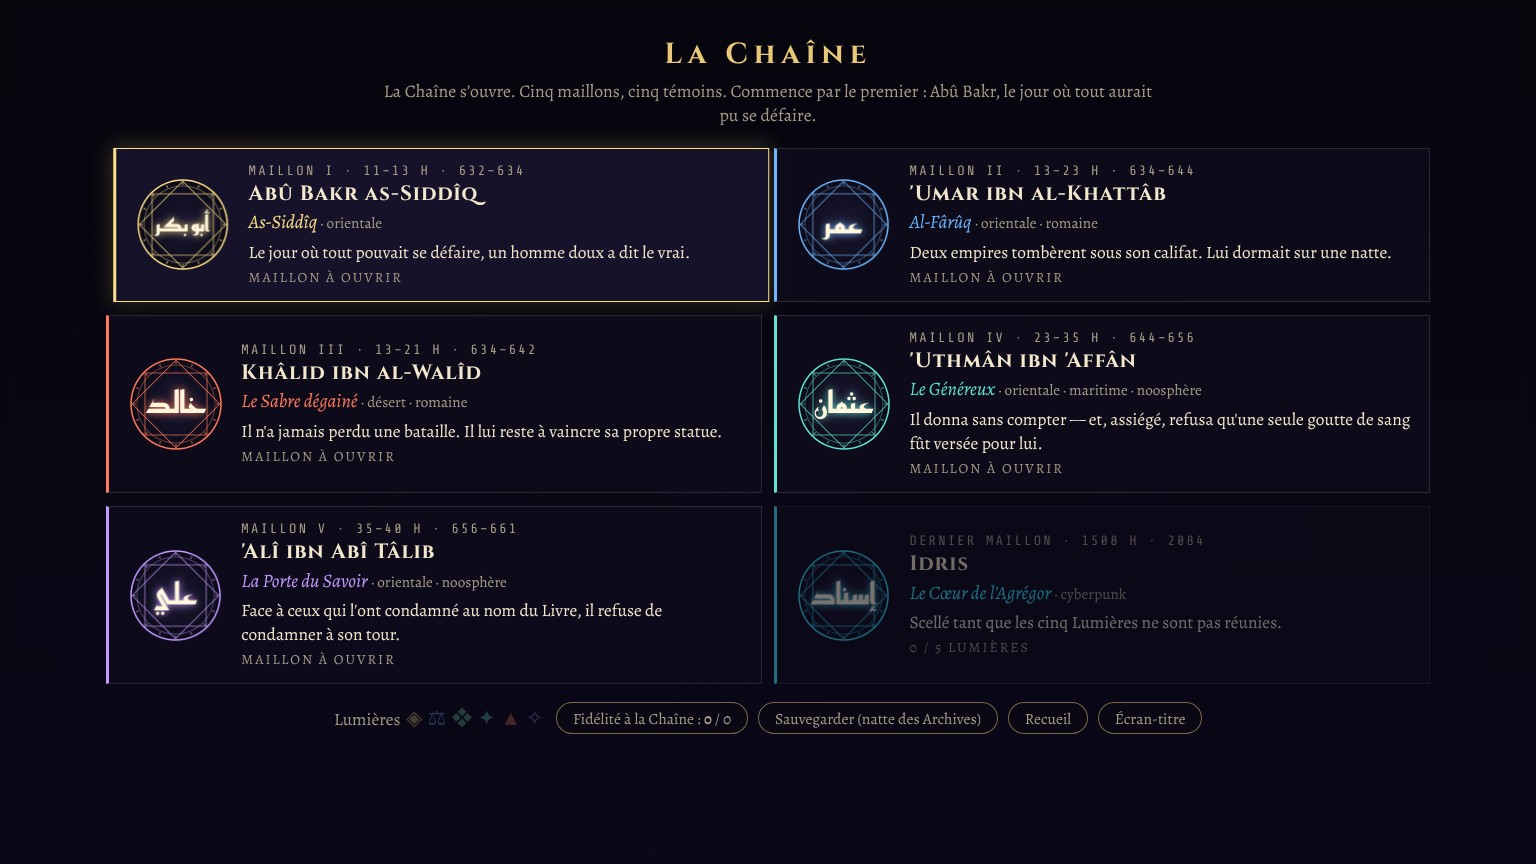 La Chaîne
La Chaîne s'ouvre. Cinq maillons, cinq témoins. Commence par le premier : Abû Bakr, le jour où tout aurait
pu se défaire.
أبو بكر
MAILLON I · 11–13 H · 632–634
Abû Bakr as-Siddîq
As-Siddîq · orientale
Le jour où tout pouvait se défaire, un homme doux a dit le vrai.
MAILLON À OUVRIR
عمر
MAILLON II · 13–23 H · 634–644
'Umar ibn al-Khattâb
Al-Fârûq · orientale · romaine
Deux empires tombèrent sous son califat. Lui dormait sur une natte.
MAILLON À OUVRIR
خالد
MAILLON III · 13–21 H · 634–642
Khâlid ibn al-Walîd
Le Sabre dégainé · désert · romaine
Il n'a jamais perdu une bataille. Il lui reste à vaincre sa propre statue.
MAILLON À OUVRIR
عثمان
MAILLON IV · 23–35 H · 644–656
'Uthmân ibn 'Affân
Le Généreux · orientale · maritime · noosphère
Il donna sans compter — et, assiégé, refusa qu'une seule goutte de sang
fût versée pour lui.
MAILLON À OUVRIR
علي
MAILLON V · 35–40 H · 656–661
'Alî ibn Abî Tâlib
La Porte du Savoir · orientale · noosphère
Face à ceux qui l'ont condamné au nom du Livre, il refuse de
condamner à son tour.
MAILLON À OUVRIR
إسناد
DERNIER MAILLON · 1508 H · 2084
Idris
Le Cœur de l'Agrégor · cyberpunk
Scellé tant que les cinq Lumières ne sont pas réunies.
0 / 5 LUMIÈRES
Lumières
Fidélité à la Chaîne : 0 / 0
Sauvegarder (natte des Archives)
Recueil
Écran-titre